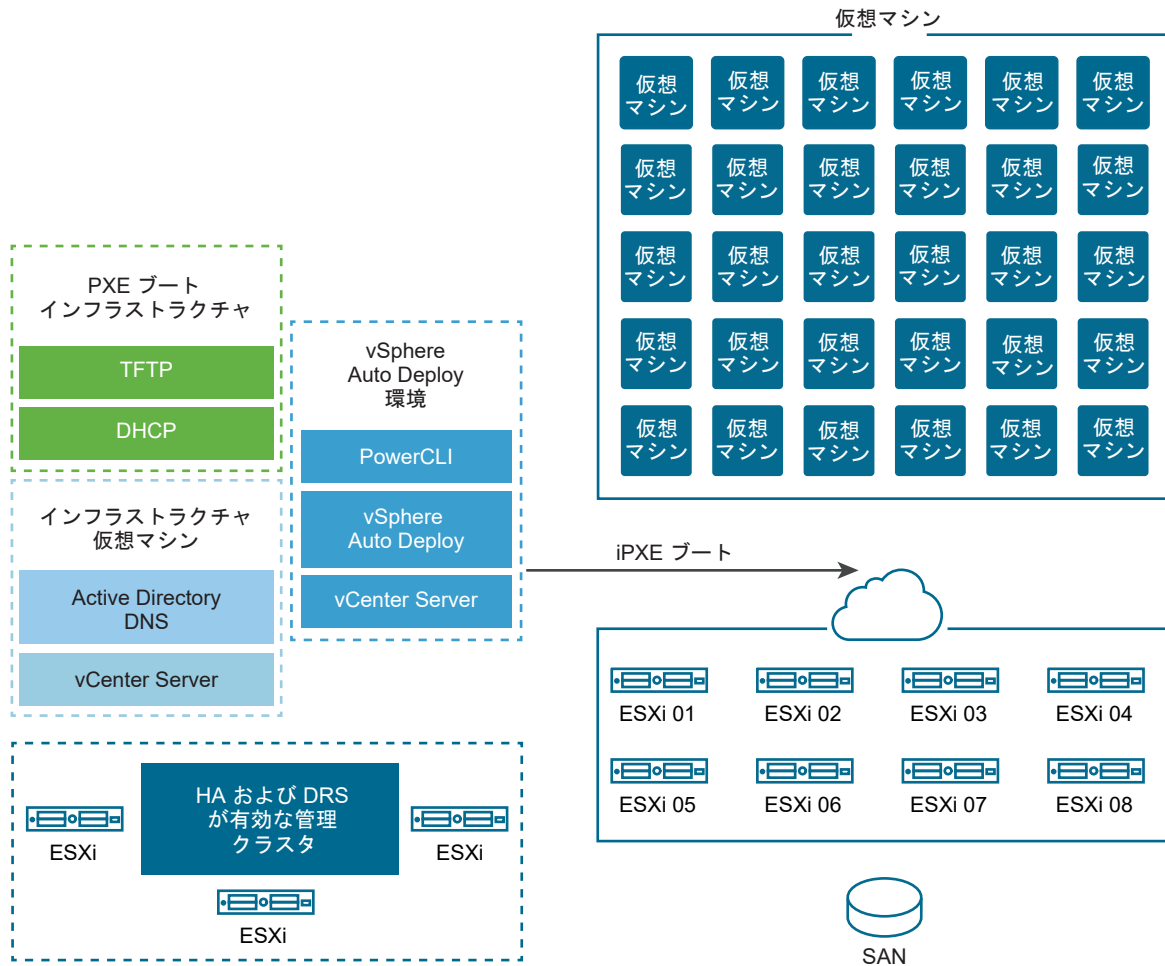 仮想マシン
仮想
マシン
仮想
マシン
仮想
マシン
仮想
マシン
仮想
マシン
仮想
マシン
仮想
マシン
仮想
マシン
仮想
マシン
仮想
マシン
仮想
マシン
仮想
マシン
仮想
マシン
仮想
マシン
仮想
マシン
仮想
マシン
仮想
マシン
仮想
マシン
仮想
マシン
仮想
マシン
仮想
マシン
仮想
マシン
仮想
マシン
仮想
マシン
仮想
マシン
仮想
マシン
仮想
マシン
仮想
マシン
仮想
マシン
仮想
マシン
PXE ブート
インフラストラクチャ
TFTP
DHCP
インフラストラクチャ
仮想マシン
Active Directory
DNS
vCenter Server
vSphere
Auto Deploy
環境
PowerCLI
vSphere
Auto Deploy
vCenter Server
iPXE ブート
ESXi 01
ESXi 02
ESXi 03
ESXi 04
ESXi 05
ESXi 06
ESXi 07
ESXi 08
HA および DRS
が有効な管理
クラスタ
ESXi
ESXi
ESXi
SAN